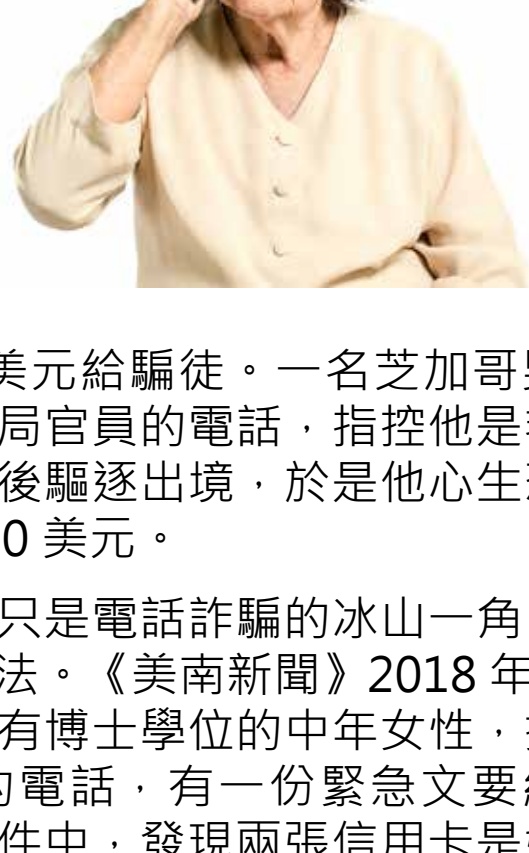 美元給騙徒。一名芝加哥
局官員的電話，指控他是
後驅逐出境，於是他心生
0 美元。
只是電話詐騙的冰山一角
法。《美南新聞》2018 年
有博士學位的中年女性，
的電話，有一份緊急文要
件中，發現兩張信用卡是